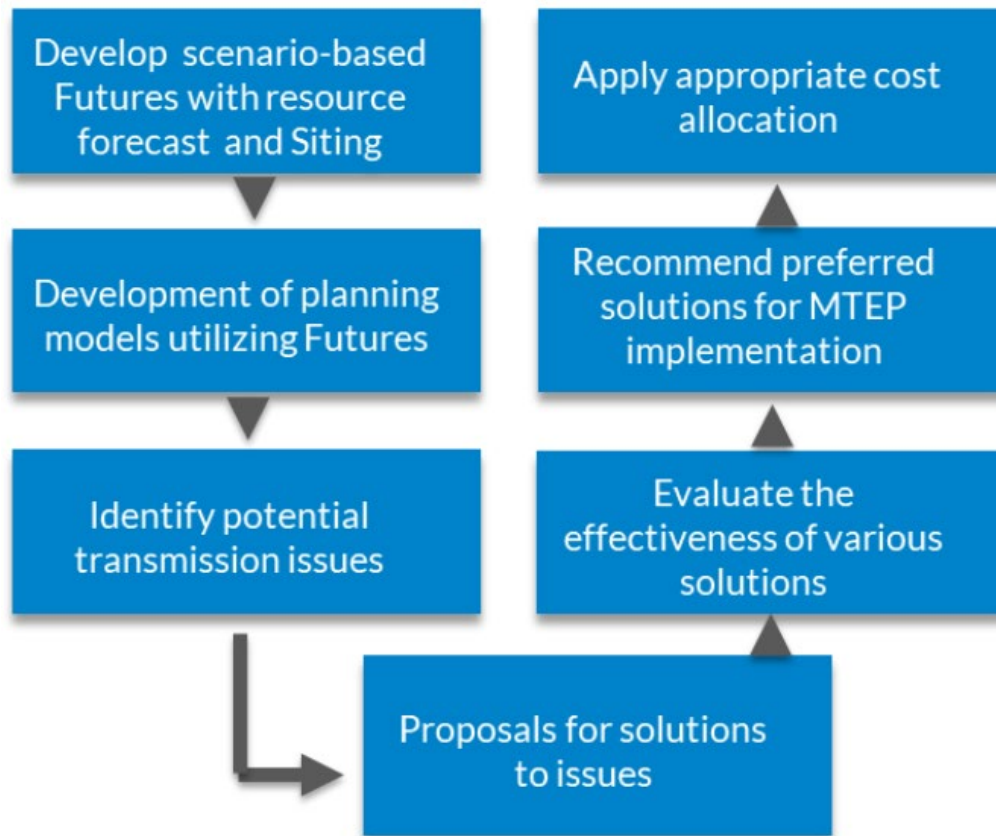 Develop scenario-based
Futures with resource
forecast and Siting
Development of planning
models utilizing Futures
Identify potential
transmission issues
Proposals for solutions
to issues
Evaluate the
effectiveness of various
solutions
Recommend preferred
solutions for MTEP
implementation
Apply appropriate cost
allocation